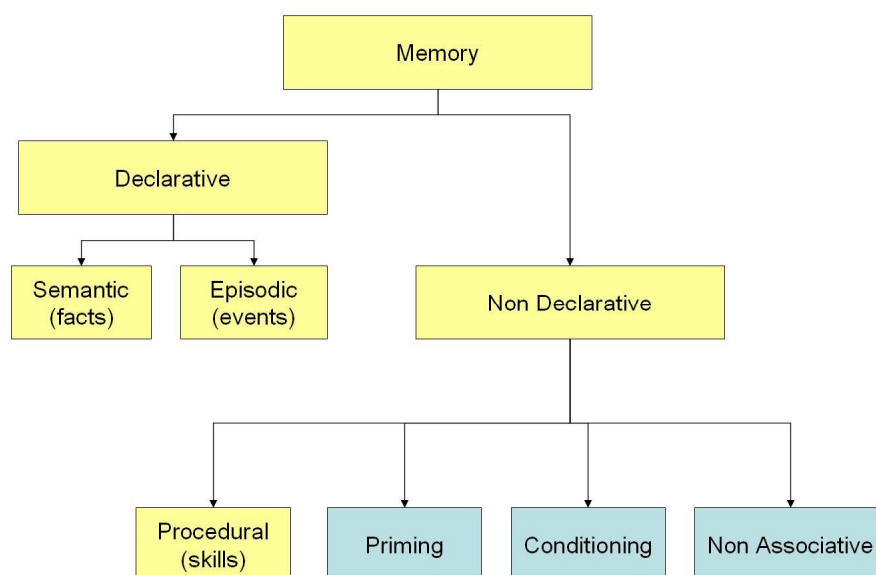 Memory
Declarative
Semantic
(facts)
Episodic
(events)
Non Declarative
Procedural
(skills)
Priming
Conditioning
Non Associative